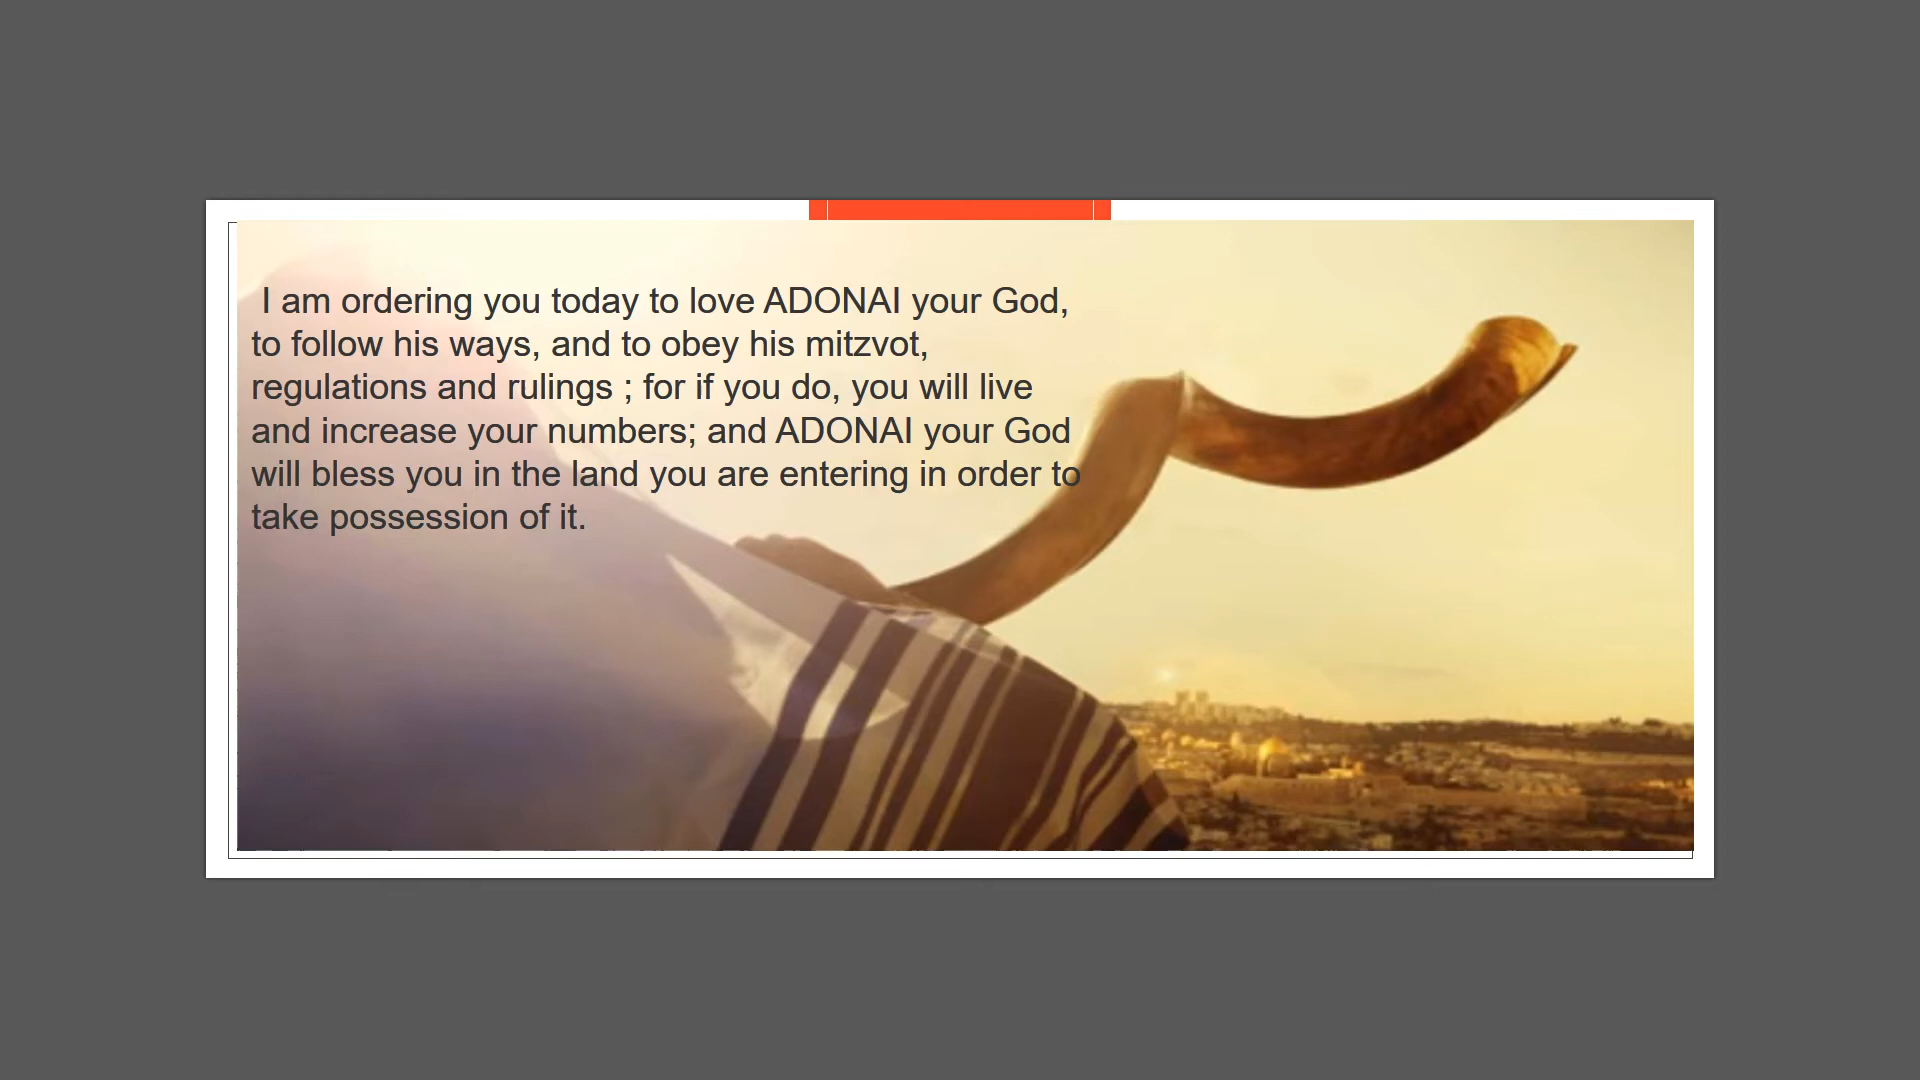 I am ordering you today to love ADONAI your God,
to follow his ways, and to obey his mitzvot,
regulations and rulings ; for if you do, you will live
and increase your numbers; and ADONAI your God
will bless you in the land you are entering in order to
take possession of it.